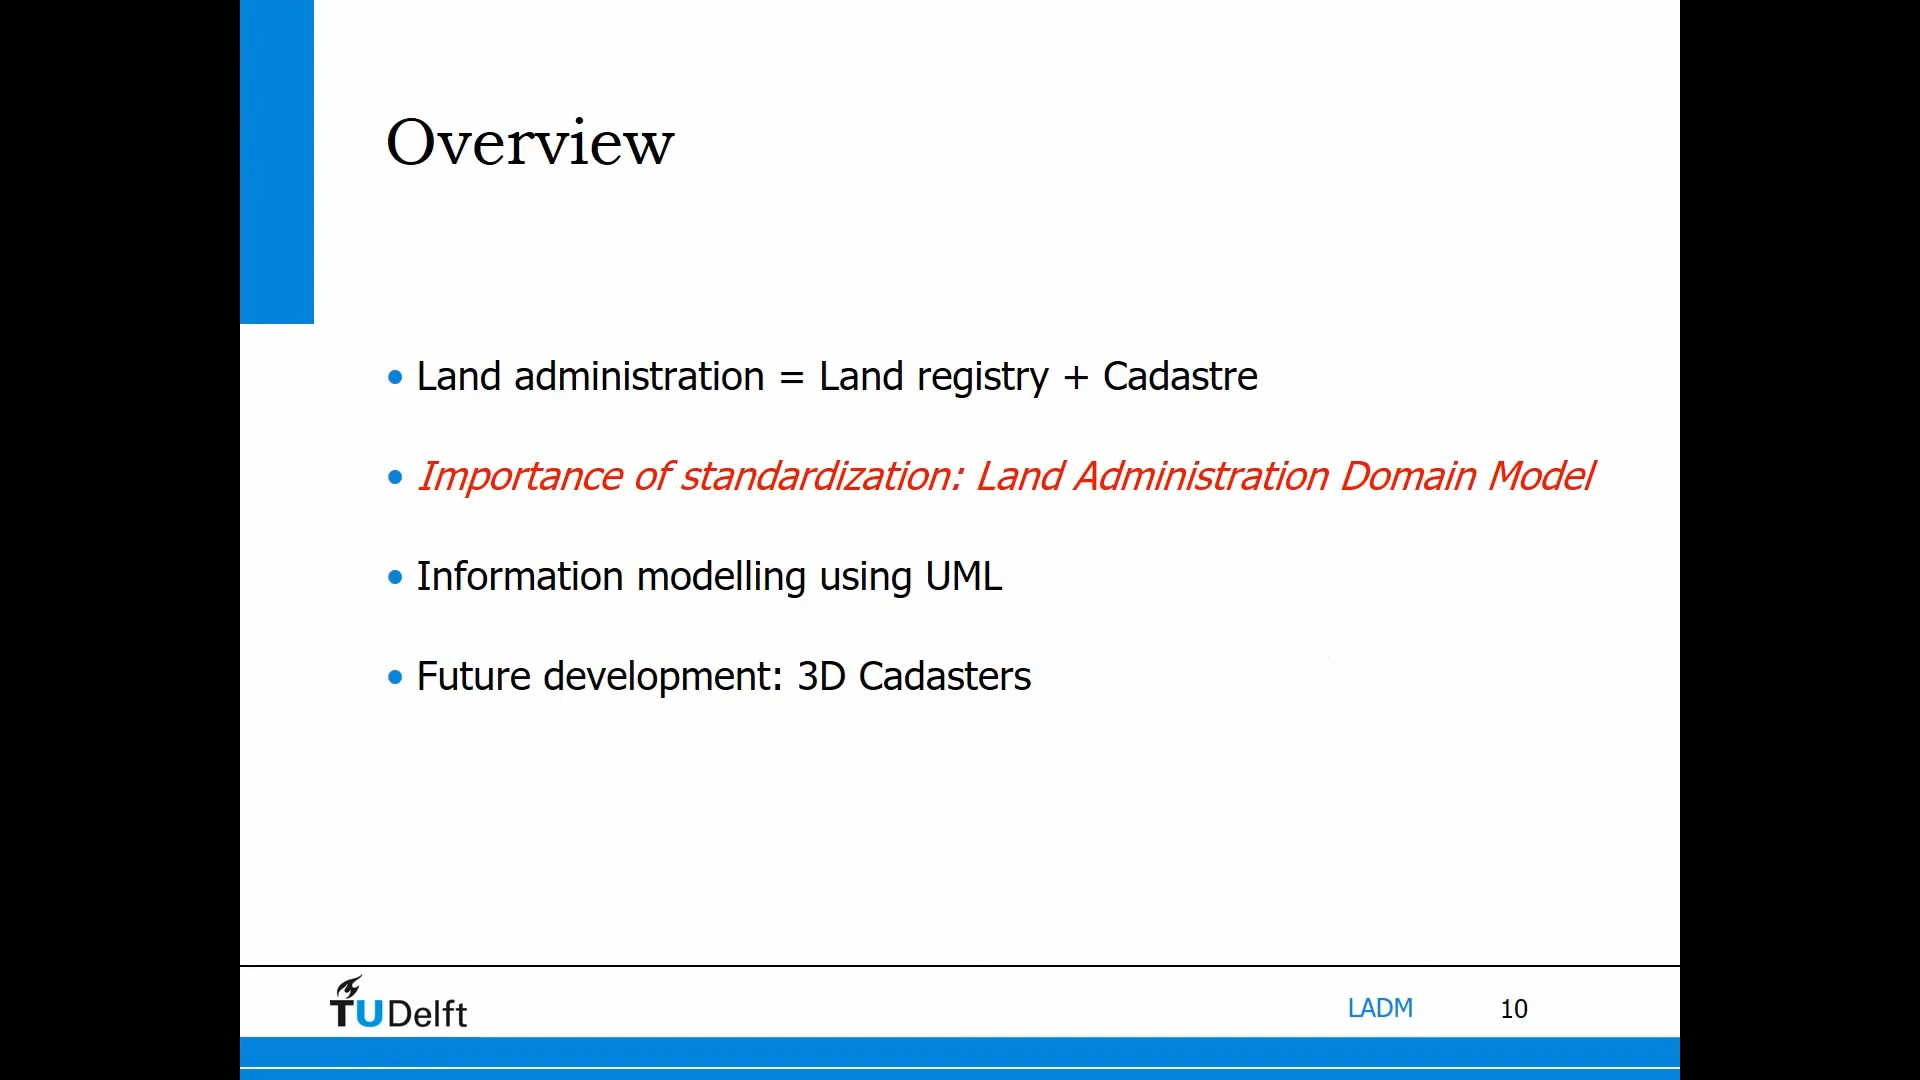 Overview
• Land administration = Land registry + Cadastre
• Importance of standardization: Land Administration Domain Model
• Information modelling using UML
• Future development: 3D Cadasters
TUDelft
LADM 10